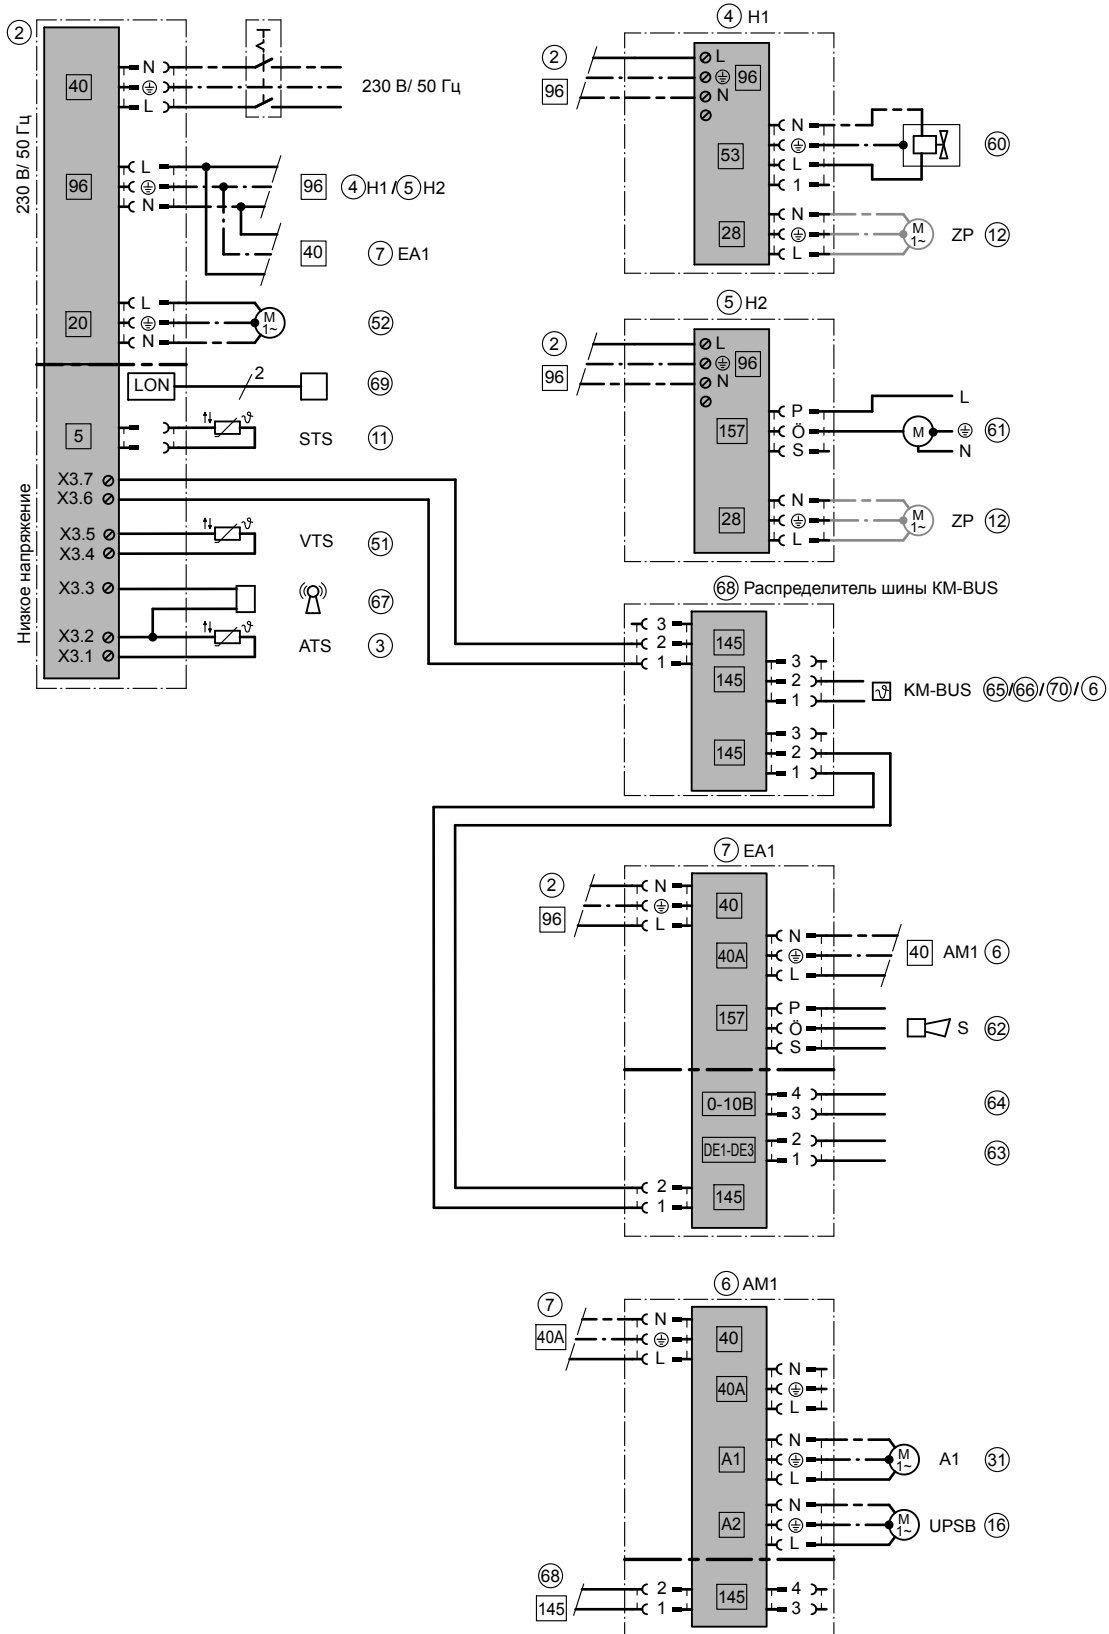 2
230 В/ 50 Гц
Низкое напряжение
40
N
L
230 В/ 50 Гц
96
L
N
96 4 H1 / 5 H2
40 7 EA1
20
L
N
M
1~
52
LON
2
69
5
STS 11
X3.7
X3.6
X3.5
X3.4
VTS 51
X3.3
67
X3.2
X3.1
ATS 3
4 H1
2
96
L
96
N
53
N
L
1
60
28
N
L
M
1~
ZP 12
5 H2
2
96
L
96
N
157
P
Ö
S
M
L
N
61
28
N
L
M
1~
ZP 12
68 Распределитель шины KM-BUS
3
2
1
145
145
3
2
1
KM-BUS 65/66/70/6
145
3
2
1
7 EA1
2
96
N
L
40
40A
N
L
40 AM1 6
157
P
Ö
S
S 62
0-10В
4
3
64
DE1-DE3
2
1
63
2
1
145
6 AM1
7
40A
N
L
40
40A
N
L
A1
N
L
M
1~
A1 31
A2
N
L
M
1~
UPSB 16
68
145
2
1
145
4
3